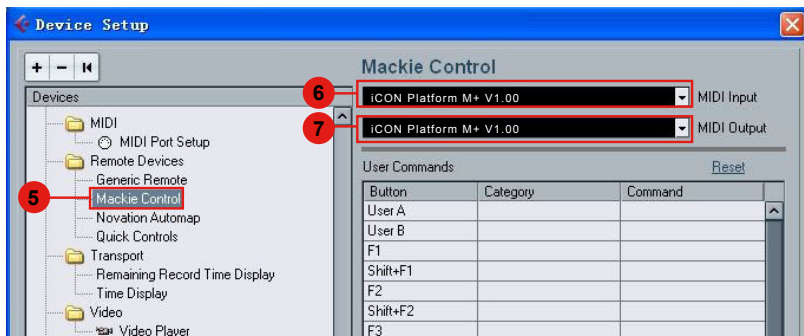 Device Setup
Devices
MIDI
MIDI Port Setup
Remote Devices
Generic Remote
5
Mackie Control
Novation Automap
Quick Controls
Transport
Remaining Record Time Display
Time Display
Video
Video Player
Mackie Control
6 iCON Platform M+ V1.00 MIDI Input
7 iCON Platform M+ V1.00 MIDI Output
User Commands Reset
Button Category Command
User A
User B
F1
Shift+F1
F2
Shift+F2
F3